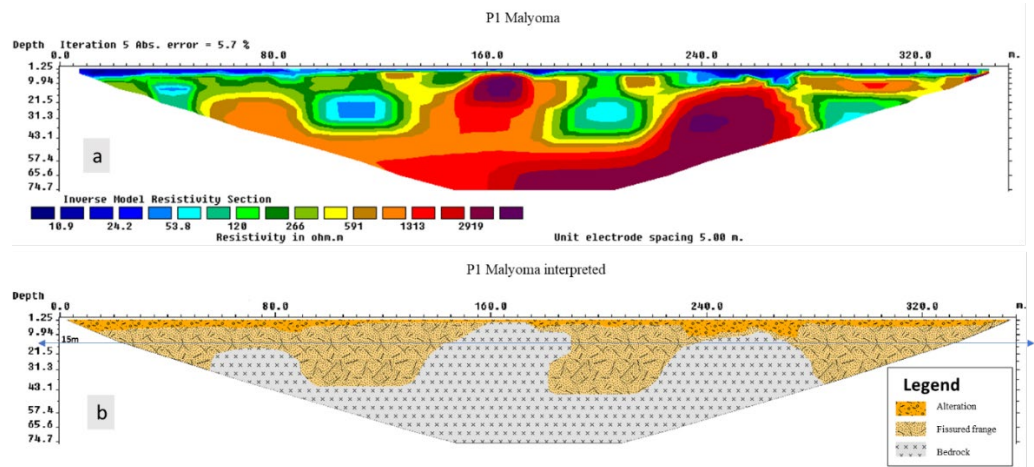 P1 Malyoma
Depth Iteration 5 Abs. error = 5.7 %
0.0 80.0 160.0 240.0 320.0 m.
1.25
9.94
21.5
31.3
43.1
57.4
65.6
74.7
a
Inverse Model Resistivity Section
10.9 24.2 53.8 120 266 591 1313 2919
Resistivity in ohm.m Unit electrode spacing 5.00 m.
P1 Malyoma interpreted
Depth
0.0 80.0 160.0 240.0 320.0 m.
1.25
9.94
15m
21.5
31.3
43.1
57.4
65.6
74.7
b
Legend
Alteration
Fissured frange
Bedrock